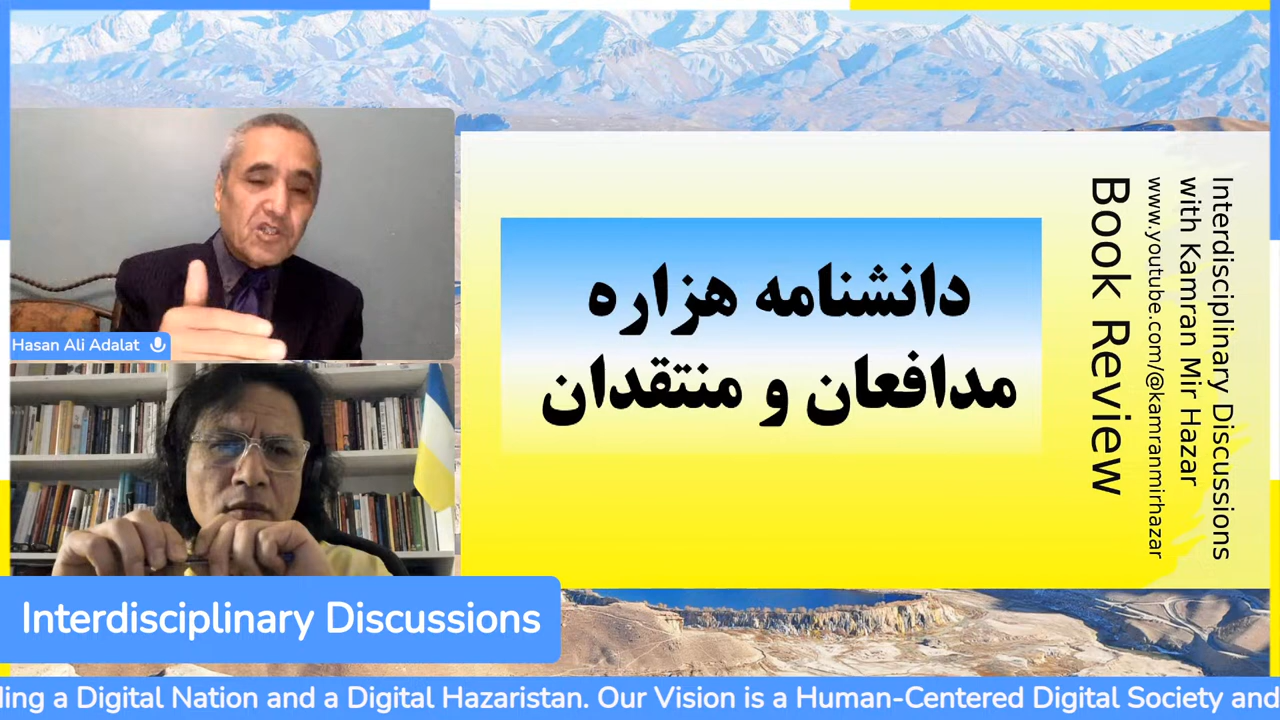 Hasan Ali Adalat
دانشنامه هزاره
مدافعان و منتقدان
Interdisciplinary Discussions
with Kamran Mir Hazar
www.youtube.com/@kamranmirhazar
Book Review
Interdisciplinary Discussions
ling a Digital Nation and a Digital Hazaristan. Our Vision is a Human-Centered Digital Society and